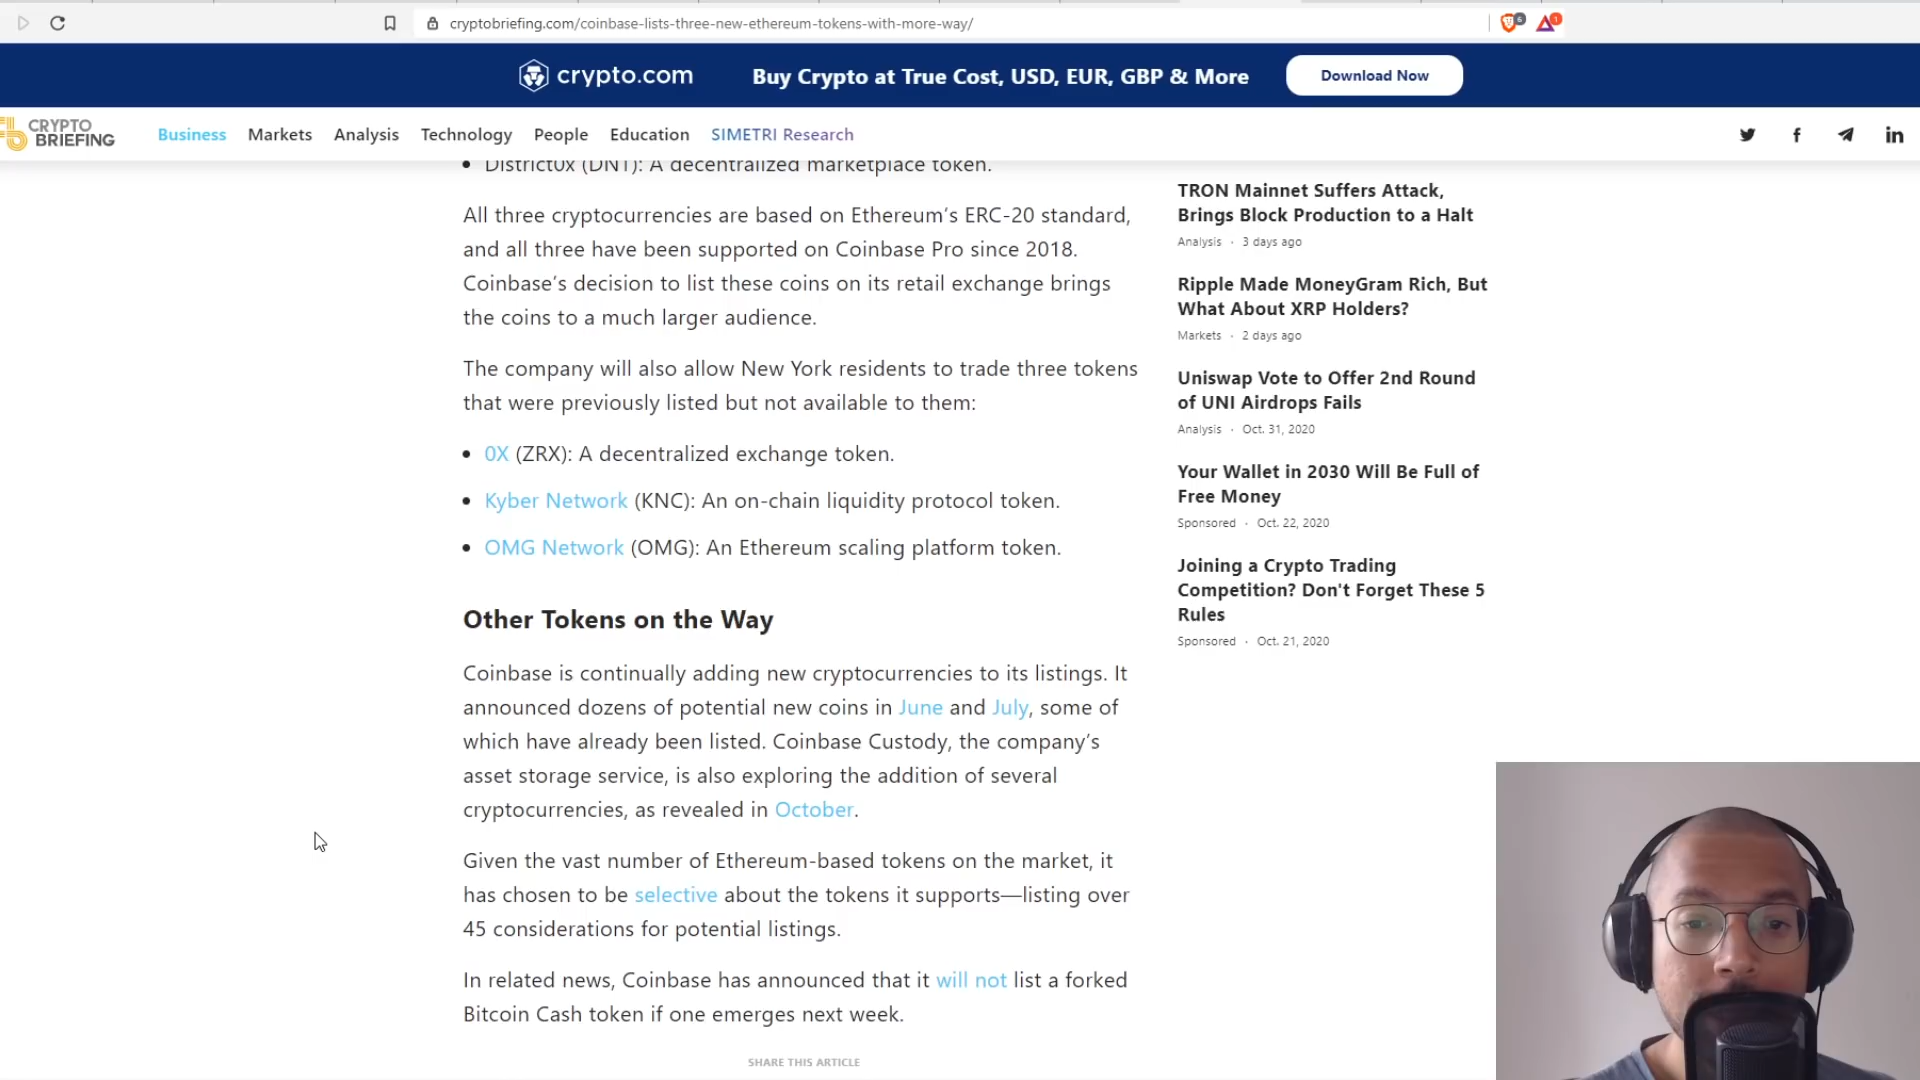 cryptobriefing.com/coinbase-lists-three-new-ethereum-tokens-with-more-way/
6
1
crypto.com
Buy Crypto at True Cost, USD, EUR, GBP & More
Download Now
CRYPTO
BRIEFING
Business
Markets
Analysis
Technology
People
Education
SIMETRI Research
• District0x (DNT): A decentralized marketplace token.
All three cryptocurrencies are based on Ethereum’s ERC-20 standard,
and all three have been supported on Coinbase Pro since 2018.
Coinbase’s decision to list these coins on its retail exchange brings
the coins to a much larger audience.
The company will also allow New York residents to trade three tokens
that were previously listed but not available to them:
• 0X (ZRX): A decentralized exchange token.
• Kyber Network (KNC): An on-chain liquidity protocol token.
• OMG Network (OMG): An Ethereum scaling platform token.
Other Tokens on the Way
Coinbase is continually adding new cryptocurrencies to its listings. It
announced dozens of potential new coins in June and July, some of
which have already been listed. Coinbase Custody, the company’s
asset storage service, is also exploring the addition of several
cryptocurrencies, as revealed in October.
Given the vast number of Ethereum-based tokens on the market, it
has chosen to be selective about the tokens it supports—listing over
45 considerations for potential listings.
In related news, Coinbase has announced that it will not list a forked
Bitcoin Cash token if one emerges next week.
SHARE THIS ARTICLE
TRON Mainnet Suffers Attack,
Brings Block Production to a Halt
Analysis · 3 days ago
Ripple Made MoneyGram Rich, But
What About XRP Holders?
Markets · 2 days ago
Uniswap Vote to Offer 2nd Round
of UNI Airdrops Fails
Analysis · Oct. 31, 2020
Your Wallet in 2030 Will Be Full of
Free Money
Sponsored · Oct. 22, 2020
Joining a Crypto Trading
Competition? Don't Forget These 5
Rules
Sponsored · Oct. 21, 2020